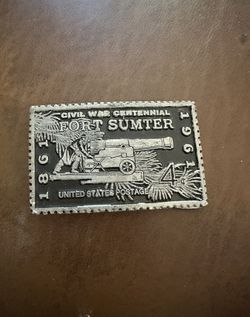 CIVIL WAR CENTENNIAL
FORT SUMTER
1861
1961
4¢
UNITED STATES POSTAGE